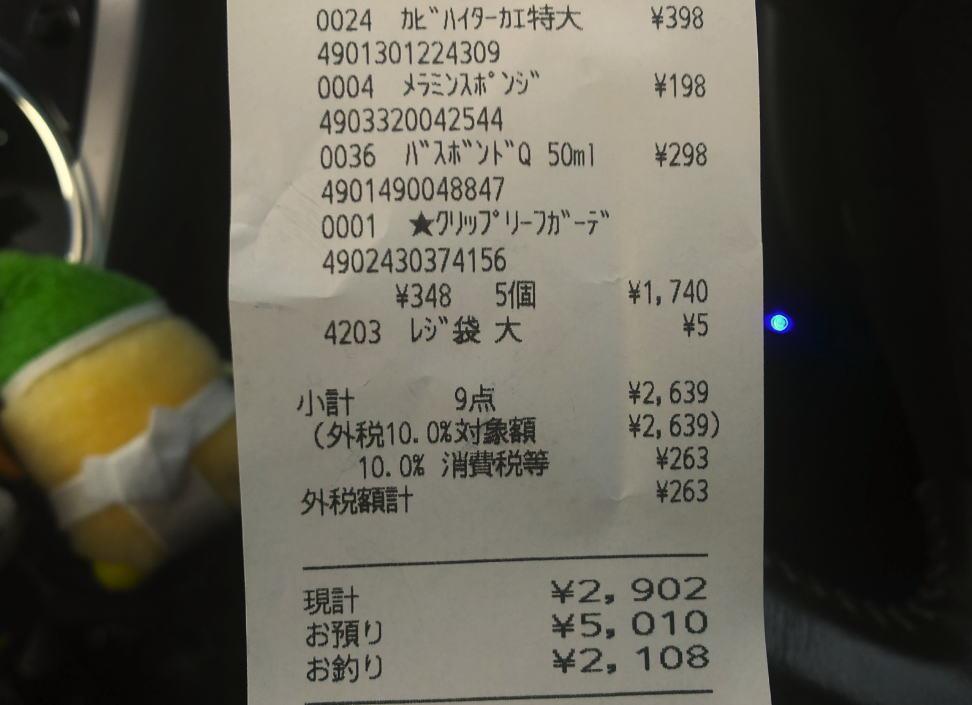 0024 ｶﾋﾞﾊｲﾀｰｶｴ特大 ¥398
4901301224309
0004 ﾒﾗﾐﾝｽﾎﾟﾝｼﾞ ¥198
4903320042544
0036 ﾊﾞｽﾎﾞﾝﾄﾞQ 50ml ¥298
4901490048847
0001 ★ｸﾘｯﾌﾟﾘｰﾌｶﾞｰﾃﾞ
4902430374156
¥348 5個 ¥1,740
4203 ﾚｼﾞ袋 大 ¥5
小計 9点 ¥2,639
(外税10.0%対象額 ¥2,639)
10.0% 消費税等 ¥263
外税額計 ¥263
現計 ¥2,902
お預り ¥5,010
お釣り ¥2,108